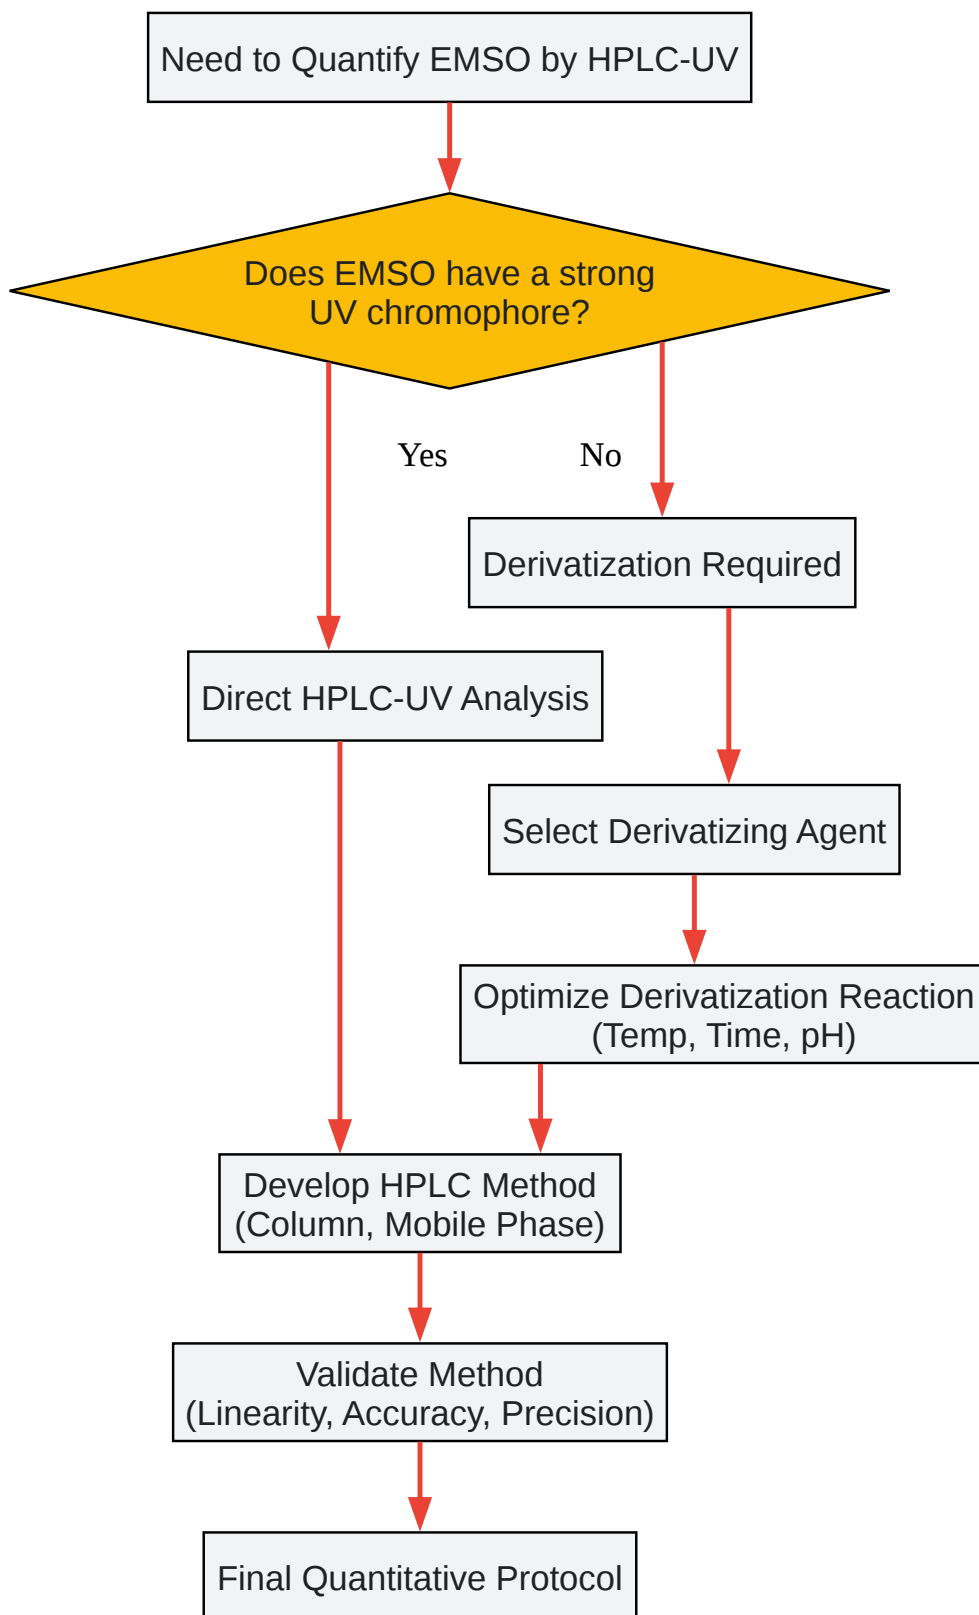 Need to Quantify EMSO by HPLC-UV
Does EMSO have a strong
UV chromophore?
Yes
No
Derivatization Required
Direct HPLC-UV Analysis
Select Derivatizing Agent
Optimize Derivatization Reaction
(Temp, Time, pH)
Develop HPLC Method
(Column, Mobile Phase)
Validate Method
(Linearity, Accuracy, Precision)
Final Quantitative Protocol